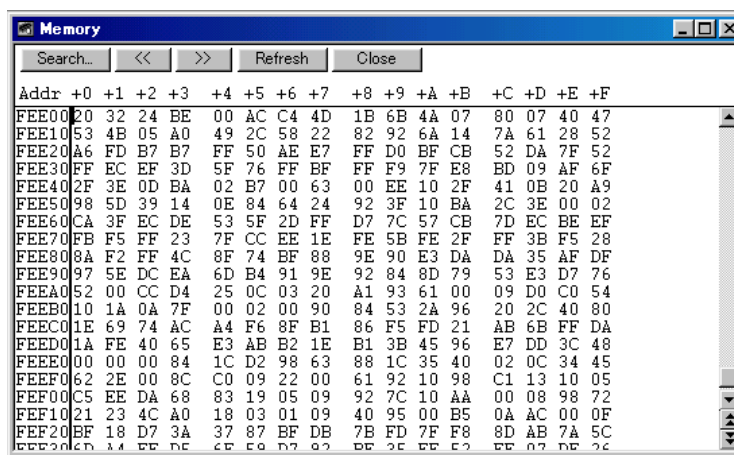 Memory
Search... << >> Refresh Close
Addr +0 +1 +2 +3 +4 +5 +6 +7 +8 +9 +A +B +C +D +E +F
FEE00 20 32 24 BE 00 AC C4 4D 1B 6B 4A 07 80 07 40 47
FEE10 53 4B 05 A0 49 2C 58 22 82 92 6A 14 7A 61 28 52
FEE20 A6 FD B7 B7 FF 50 AE E7 FF D0 BF CB 52 DA 7F 52
FEE30 FF EC EF 3D 5F 76 FF BF FF F9 7F E8 BD 09 AF 6F
FEE40 2F 3E 0D BA 02 B7 00 63 00 EE 10 2F 41 0B 20 A9
FEE50 98 5D 39 14 0E 84 64 24 92 3F 10 BA 2C 3E 00 02
FEE60 CA 3F EC DE 53 5F 2D FF D7 7C 57 CB 7D EC BE EF
FEE70 FB F5 FF 23 7F CC EE 1E FE 5B FE 2F FF 3B F5 28
FEE80 8A F2 FF 4C 8F 74 BF 88 9E 90 E3 DA DA 35 AF DF
FEE90 97 5E DC EA 6D B4 91 9E 92 84 8D 79 53 E3 D7 76
FEEA0 52 00 CC D4 25 0C 03 20 A1 93 61 00 09 D0 C0 54
FEEB0 10 1A 0A 7F 00 02 00 90 84 53 2A 96 20 2C 40 80
FEEC0 1E 69 74 AC A4 F6 8F B1 86 F5 FD 21 AB 6B FF DA
FEED0 1A FE 40 65 E3 AB B2 1E B1 3B 45 96 E7 DD 3C 48
FEEE0 00 00 00 84 1C D2 98 63 88 1C 35 40 02 0C 34 45
FEEF0 62 2E 00 8C C0 09 22 00 61 92 10 98 C1 13 10 05
FEF00 C5 EE DA 68 83 19 05 09 92 7C 10 AA 00 08 98 72
FEF10 21 23 4C A0 18 03 01 09 40 95 00 B5 0A AC 00 0F
FEF20 BF 18 D7 3A 37 87 BF DB 7B FD 7F F8 8D AB 7A 5C